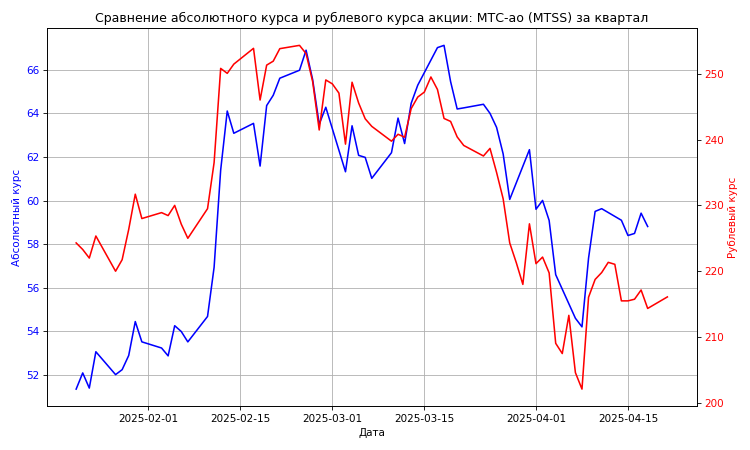 Сравнение абсолютного курса и рублевого курса акции: МТС-ао (MTSS) за квартал
Абсолютный курс
66
64
62
60
58
56
54
52
250
240
230
220
210
200
Рублевый курс
2025-02-01 2025-02-15 2025-03-01 2025-03-15 2025-04-01 2025-04-15
Дата